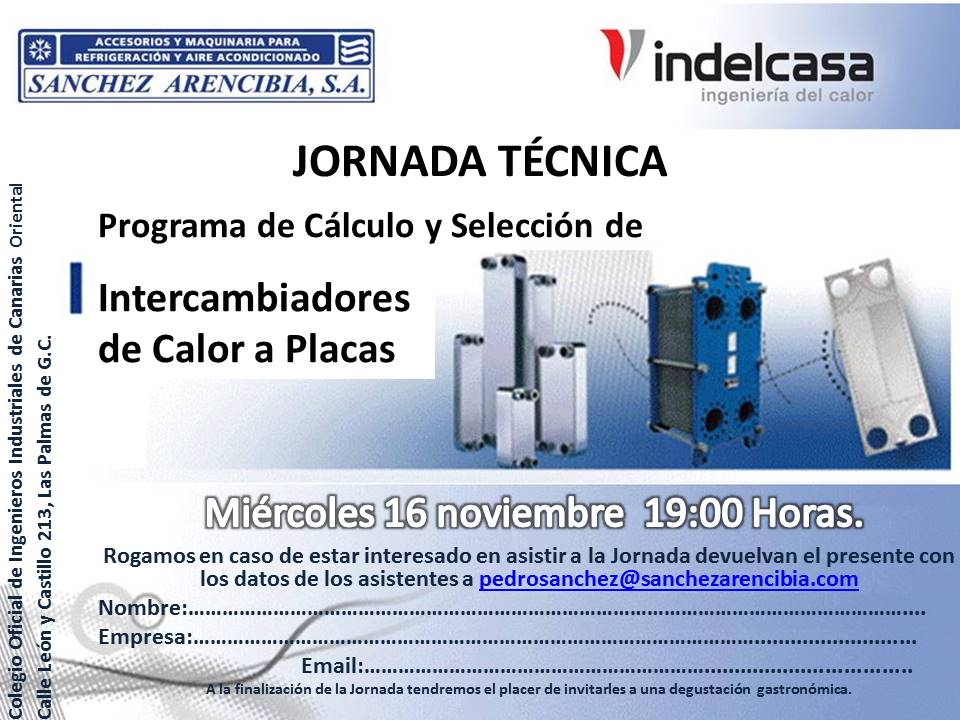 ACCESORIOS Y MAQUINARIA PARA
REFRIGERACIÓN Y AIRE ACONDICIONADO
SANCHEZ ARENCIBIA, S.A.
indelcasa
ingeniería del calor
JORNADA TÉCNICA
Programa de Cálculo y Selección de
Intercambiadores
de Calor a Placas
Colegio Oficial de Ingenieros Industriales de Canarias Oriental
Calle León y Castillo 213, Las Palmas de G.C.
Miércoles 16 noviembre 19:00 Horas.
Rogamos en caso de estar interesado en asistir a la Jornada devuelvan el presente con
los datos de los asistentes a pedrosanchez@sanchezarencibia.com
Nombre:……………………………………………………………………………………………………………….
Empresa:………………………………………………………………………………………………………………
Email:…………………………………………………………………………………..
A la finalización de la Jornada tendremos el placer de invitarles a una degustación gastronómica.